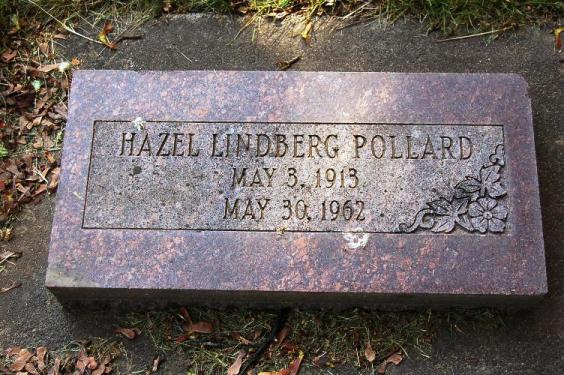 HAZEL LINDBERG POLLARD
MAY 3, 1913
MAY 30, 1962